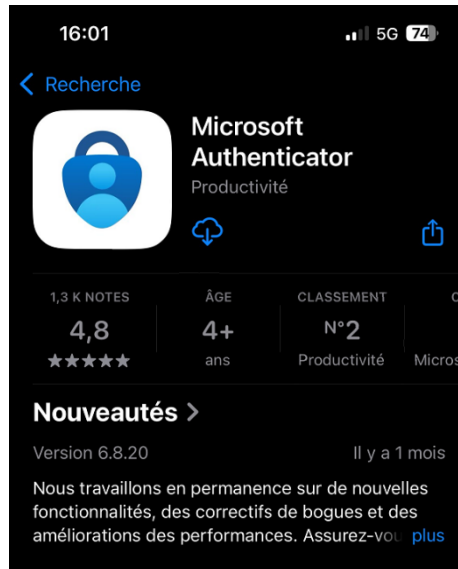 16:01
5G 74
Recherche
Microsoft
Authenticator
Productivité
1,3 K NOTES
ÂGE
CLASSEMENT
4,8
4+
N°2
ans
Productivité
Nouveautés
Version 6.8.20
Il y a 1 mois
Nous travaillons en permanence sur de nouvelles
fonctionnalités, des correctifs de bogues et des
améliorations des performances. Assurez-vou plus